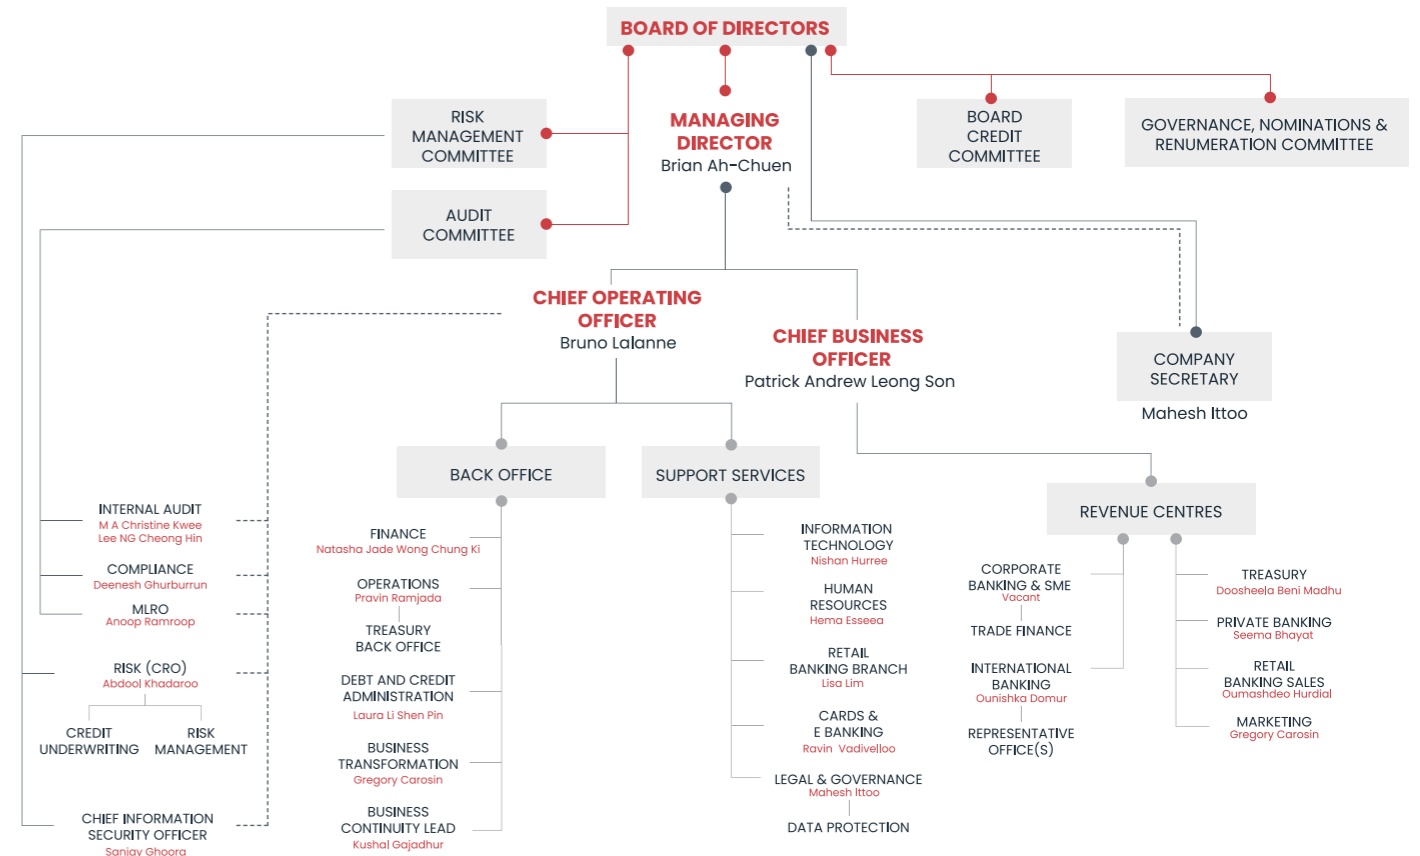 BOARD OF DIRECTORS
RISK
MANAGEMENT
COMMITTEE
MANAGING
DIRECTOR
Brian Ah-Chuen
BOARD
CREDIT
COMMITTEE
GOVERNANCE, NOMINATIONS &
RENUMERATION COMMITTEE
AUDIT
COMMITTEE
CHIEF OPERATING
OFFICER
Bruno Lalanne
CHIEF BUSINESS
OFFICER
Patrick Andrew Leong Son
COMPANY
SECRETARY
Mahesh Ittoo
BACK OFFICE
SUPPORT SERVICES
REVENUE CENTRES
INTERNAL AUDIT
M A Christine Kwee
Lee NG Cheong Hin
COMPLIANCE
Deenesh Ghurburrun
MLRO
Anoop Ramroop
RISK (CRO)
Abdool Khadaroo
CREDIT
UNDERWRITING
RISK
MANAGEMENT
CHIEF INFORMATION
SECURITY OFFICER
Sanjay Ghoora
FINANCE
Natasha Jade Wong Chung Ki
OPERATIONS
Pravin Ramjada
TREASURY
BACK OFFICE
DEBT AND CREDIT
ADMINISTRATION
Laura Li Shen Pin
BUSINESS
TRANSFORMATION
Gregory Carosin
BUSINESS
CONTINUITY LEAD
Kushal Gajadhur
INFORMATION
TECHNOLOGY
Nishan Hurree
HUMAN
RESOURCES
Hema Esseea
RETAIL
BANKING BRANCH
Lisa Lim
CARDS &
E BANKING
Ravin Vadivelloo
LEGAL & GOVERNANCE
Mahesh Ittoo
DATA PROTECTION
CORPORATE
BANKING & SME
Vacant
TRADE FINANCE
INTERNATIONAL
BANKING
Ounishka Domur
REPRESENTATIVE
OFFICE(S)
TREASURY
Doosheela Beni Madhu
PRIVATE BANKING
Seema Bhayat
RETAIL
BANKING SALES
Oumashdeo Hurdial
MARKETING
Gregory Carosin